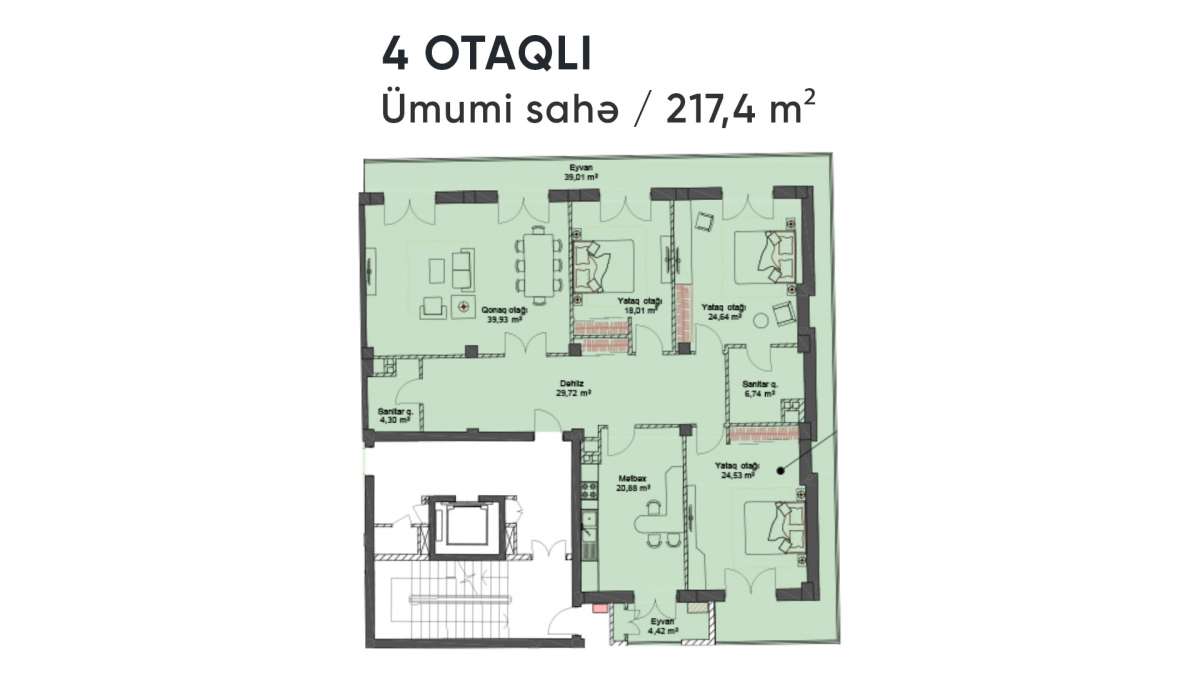 4 OTAQLI
Ümumi sahə / 217,4 m²
Eyvan
39,01 m²
Qonaq otağı
39,93 m²
Yataq otağı
18,01 m²
Yataq otağı
24,64 m²
Dəhliz
29,72 m²
Sanitar q.
6,74 m²
Sanitar q.
4,30 m²
Mətbəx
20,88 m²
Yataq otağı
24,53 m²
Eyvan
4,42 m²